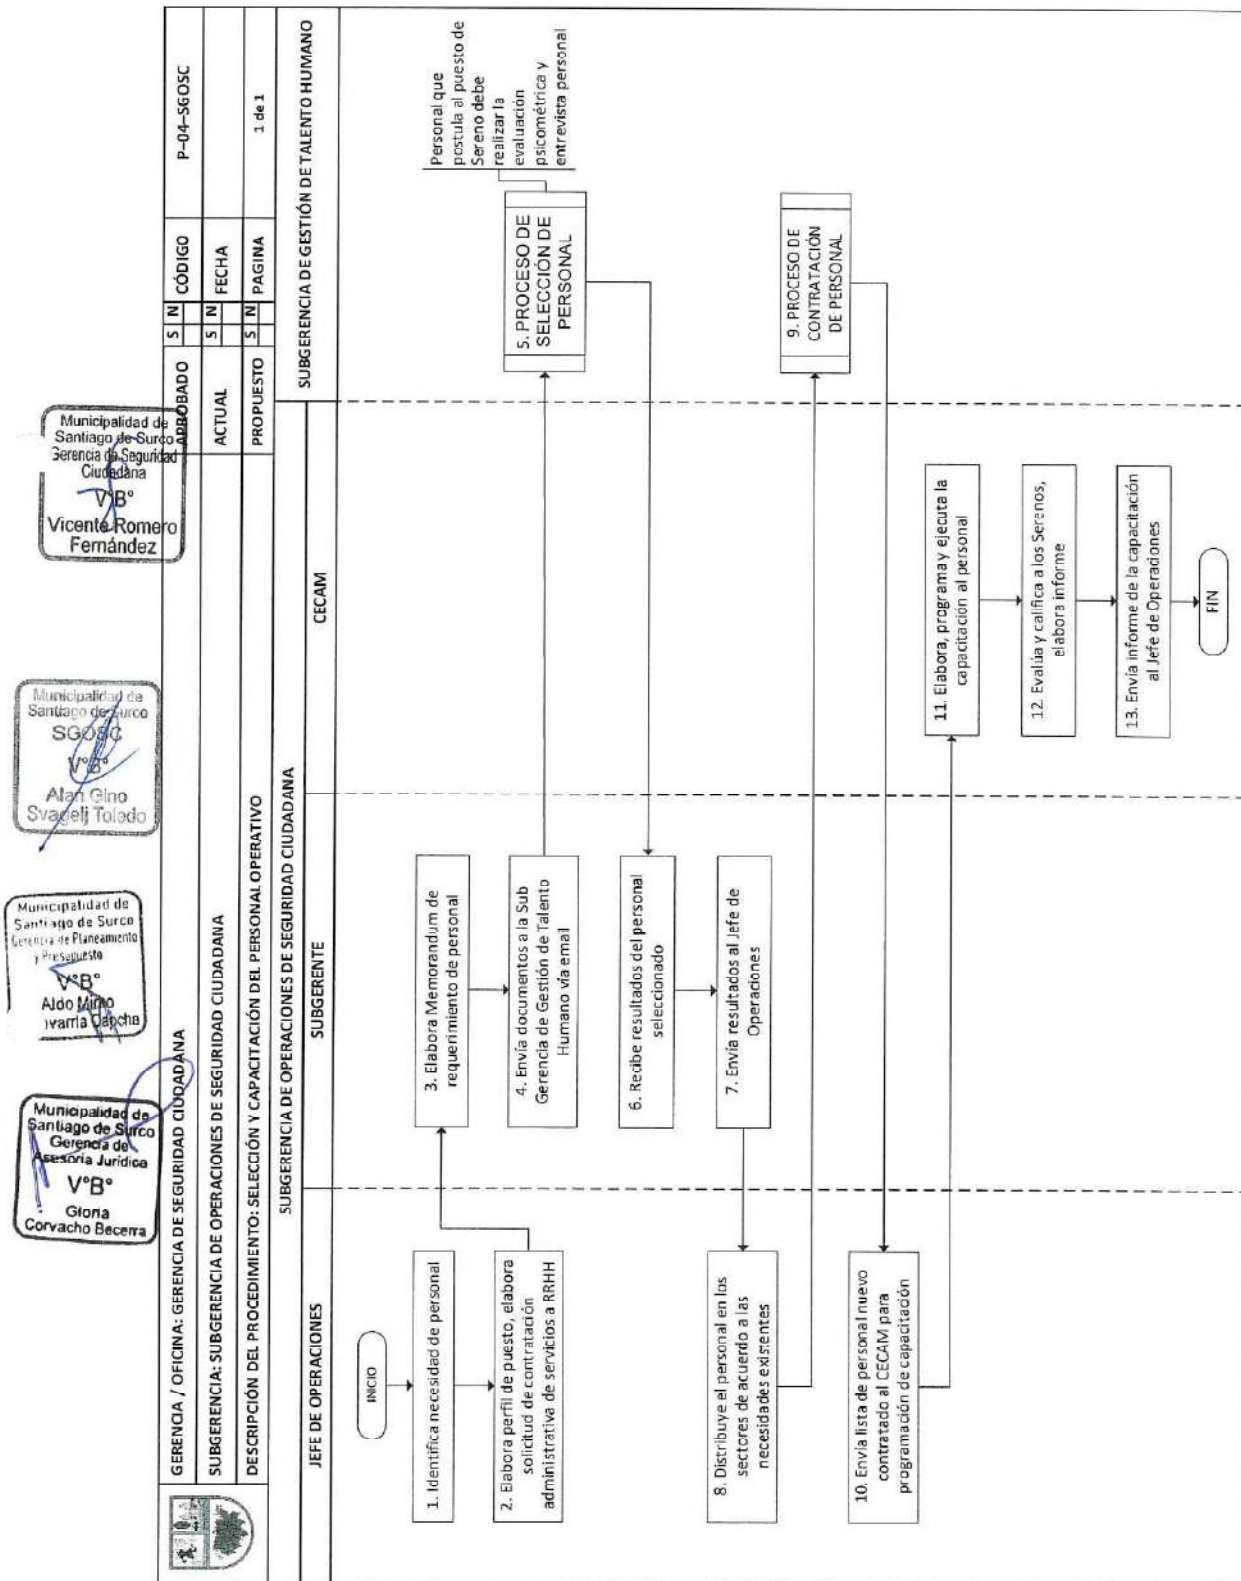 Municipalidad de
Santiago de Surco
Gerencia de
Asesoría Jurídica
V°B°
Gloria
Corvacho Becerra
Municipalidad de
Santiago de Surco
Gerencia de Planeamiento
y Presupuesto
V°B°
Aldo
Municipalidad de
Santiago de Surco
SGOSC
V°B°
Alan Gino
Svagelj Toledo
Municipalidad de
Santiago de Surco
Gerencia de Seguridad
Ciudadana
V°B°
Vicente Romero
Fernández
GERENCIA / OFICINA: GERENCIA DE SEGURIDAD CIUDADANA
APROBADO
S N
CÓDIGO
P-04-SGOSC
SUBGERENCIA: SUBGERENCIA DE OPERACIONES DE SEGURIDAD CIUDADANA
ACTUAL
S N
FECHA
DESCRIPCIÓN DEL PROCEDIMIENTO: SELECCIÓN Y CAPACITACIÓN DEL PERSONAL OPERATIVO
PROPUESTO
S N
PAGINA
1 de 1
SUBGERENCIA DE OPERACIONES DE SEGURIDAD CIUDADANA
SUBGERENCIA DE GESTIÓN DE TALENTO HUMANO
JEFE DE OPERACIONES
SUBGERENTE
CECAM
INICIO
1. Identifica necesidad de personal
2. Elabora perfil de puesto, elabora
solicitud de contratación
administrativa de servicios a RRHH
3. Elabora Memorandum de
requerimiento de personal
4. Envía documentos a la Sub
Gerencia de Gestión de Talento
Humano vía email
5. PROCESO DE
SELECCIÓN DE
PERSONAL
Personal que
postula al puesto de
Sereno debe
realizar la
evaluación
psicométrica y
entrevista personal
6. Recibe resultados del personal
seleccionado
7. Envía resultados al Jefe de
Operaciones
8. Distribuye el personal en los
sectores de acuerdo a las
necesidades existentes
9. PROCESO DE
CONTRATACIÓN
DE PERSONAL
10. Envía lista de personal nuevo
contratado al CECAM para
programación de capacitación
11. Elabora, programa y ejecuta la
capacitación al personal
12. Evalúa y califica a los Serenos,
elabora informe
13. Envía informe de la capacitación
al Jefe de Operaciones
FIN